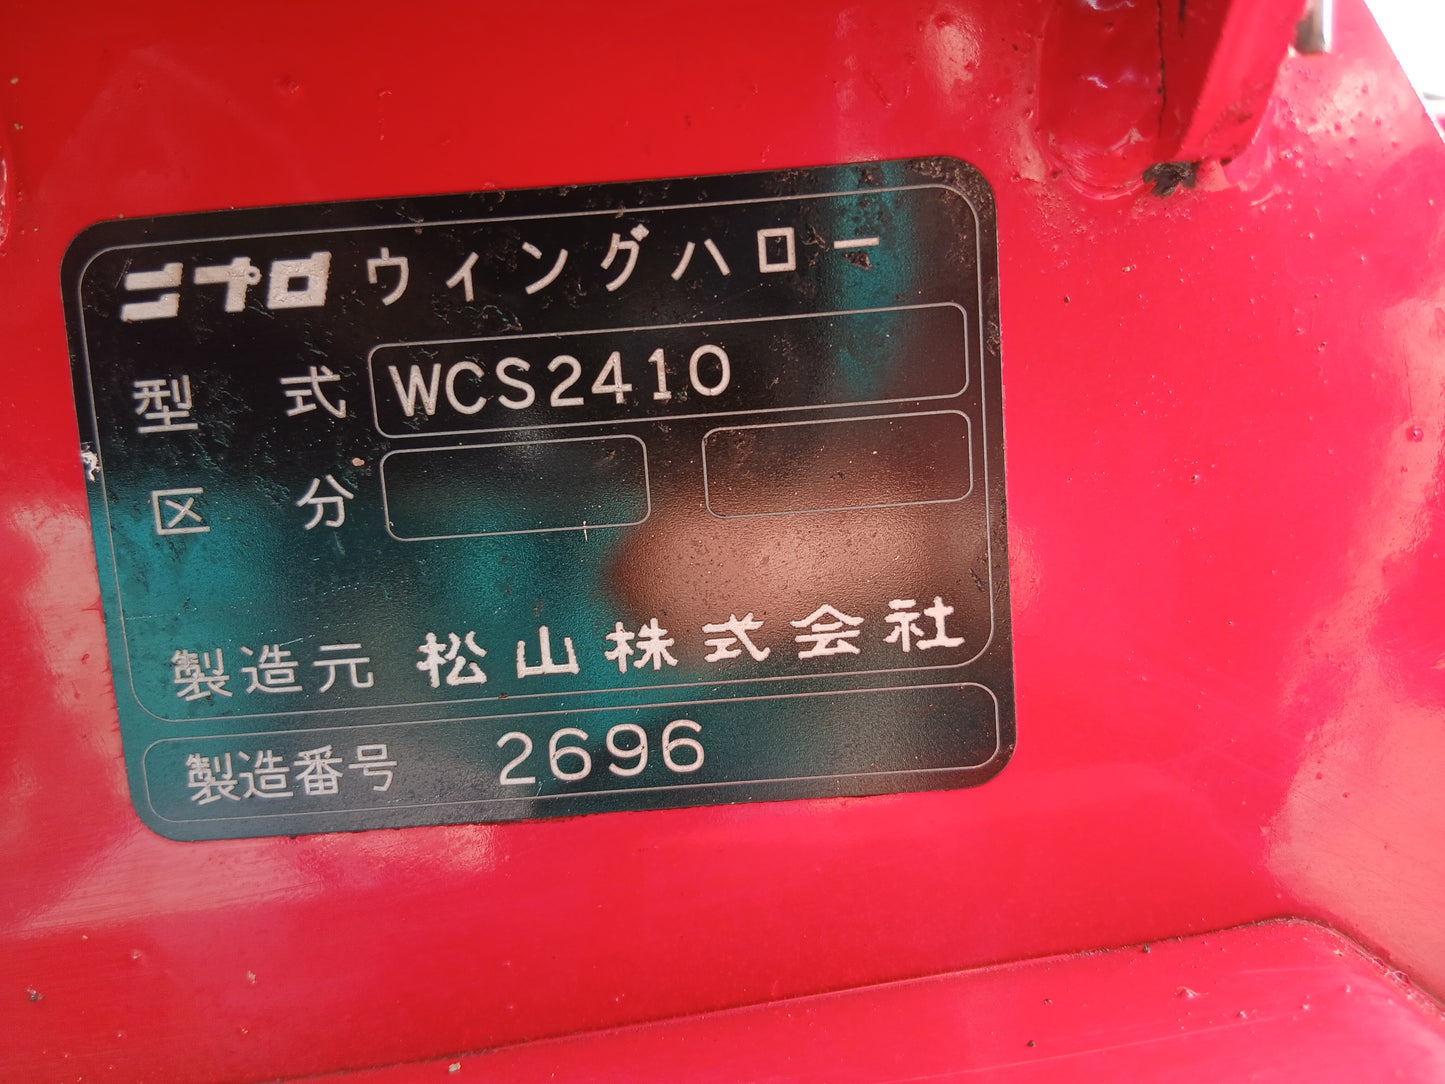 ニプロ ウィングハロー
型式 WCS2410
区分
製造元 松山株式会社
製造番号 2696